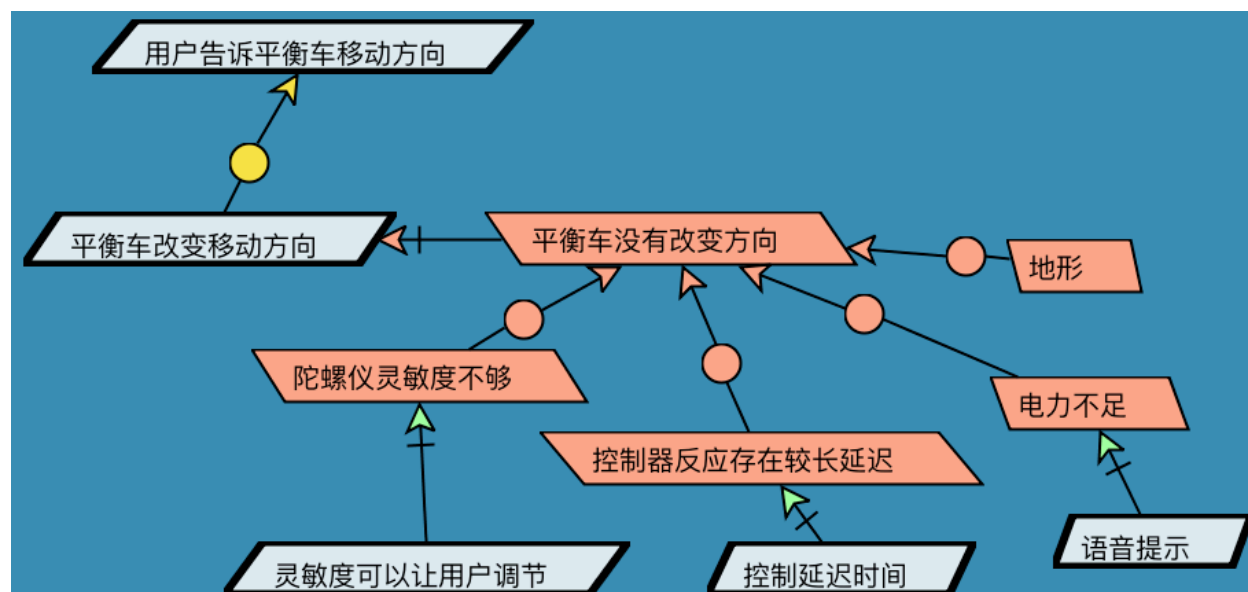 用户告诉平衡车移动方向
平衡车改变移动方向
平衡车没有改变方向
地形
陀螺仪灵敏度不够
电力不足
控制器反应存在较长延迟
语音提示
灵敏度可以让用户调节
控制延迟时间